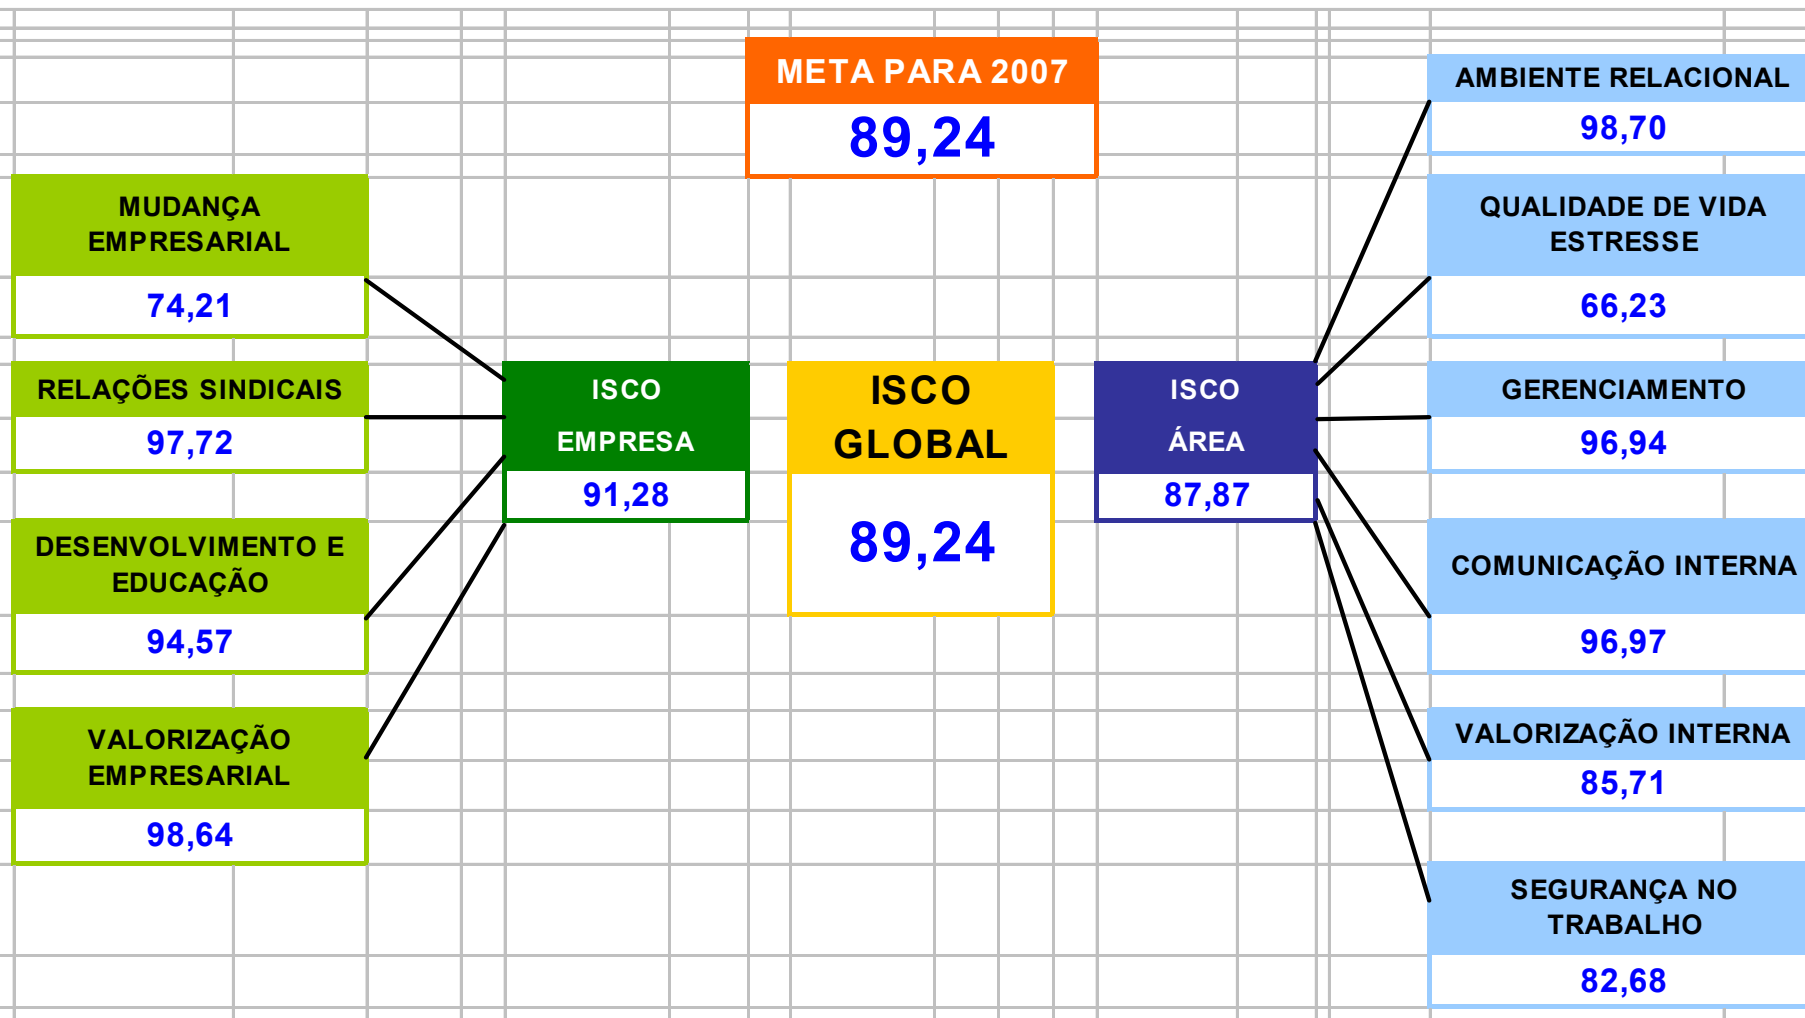 META PARA 2007
89,24
MUDANÇA
EMPRESARIAL
74,21
RELAÇÕES SINDICAIS
97,72
DESENVOLVIMENTO E
EDUCAÇÃO
94,57
VALORIZAÇÃO
EMPRESARIAL
98,64
ISCO
EMPRESA
91,28
ISCO
GLOBAL
89,24
ISCO
ÁREA
87,87
AMBIENTE RELACIONAL
98,70
QUALIDADE DE VIDA
ESTRESSE
66,23
GERENCIAMENTO
96,94
COMUNICAÇÃO INTERNA
96,97
VALORIZAÇÃO INTERNA
85,71
SEGURANÇA NO
TRABALHO
82,68